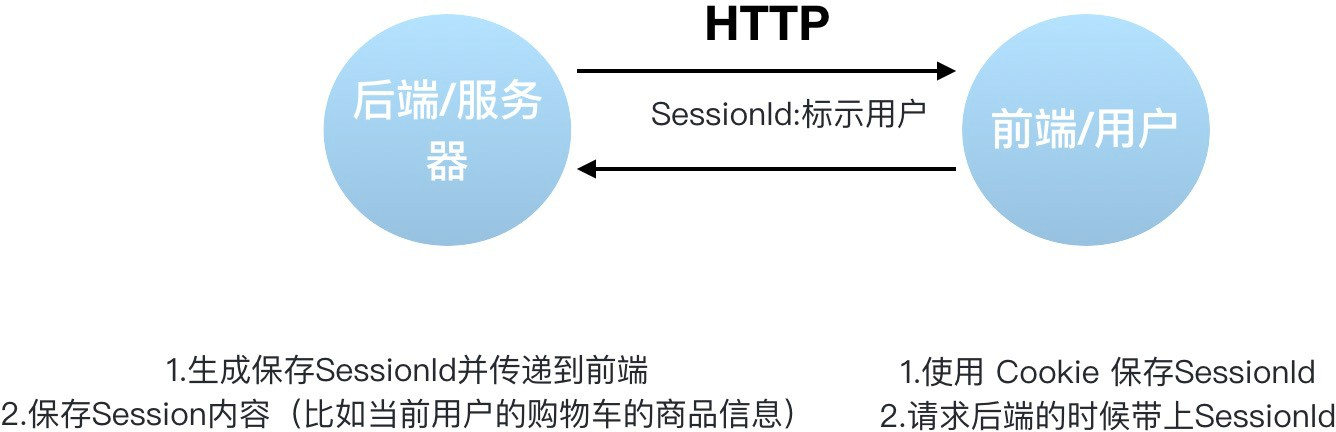 HTTP
后端/服务
器
SessionId:标示用户
前端/用户
1.生成保存SessionId并传递到前端
2.保存Session内容（比如当前用户的购物车的商品信息）
1.使用 Cookie 保存SessionId
2.请求后端的时候带上SessionId